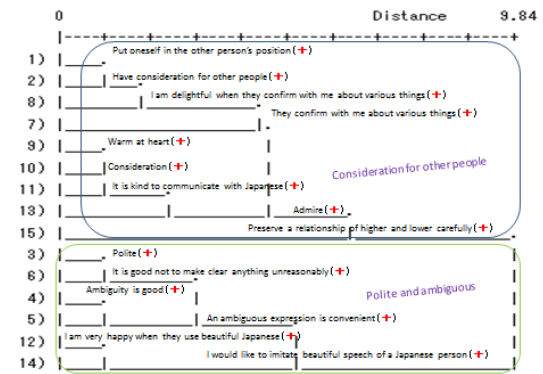 0 Distance 9.84
1) Put oneself in the other person's position(+)
2) Have consideration for other people(+)
8) I am delightful when they confirm with me about various things(+)
7) They confirm with me about various things(+)
9) Warm at heart(+)
10) Consideration(+)
Consideration for other people
11) It is kind to communicate with Japanese(+)
13) Admire(+)
15) Preserve a relationship of higher and lower carefully(+)
3) Polite(+)
6) It is good not to make clear anything unreasonably(+)
4) Ambiguity is good(+)
Polite and ambiguous
5) An ambiguous expression is convenient(+)
12) I am very happy when they use beautiful Japanese(+)
14) I would like to imitate beautiful speech of a Japanese person(+)